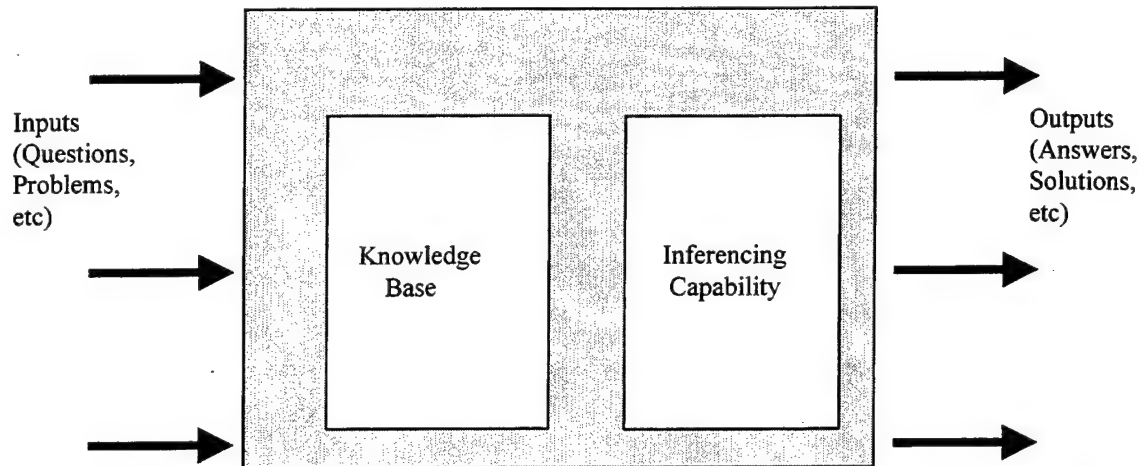 Inputs
(Questions,
Problems,
etc)
Knowledge
Base
Inferencing
Capability
Outputs
(Answers,
Solutions,
etc)